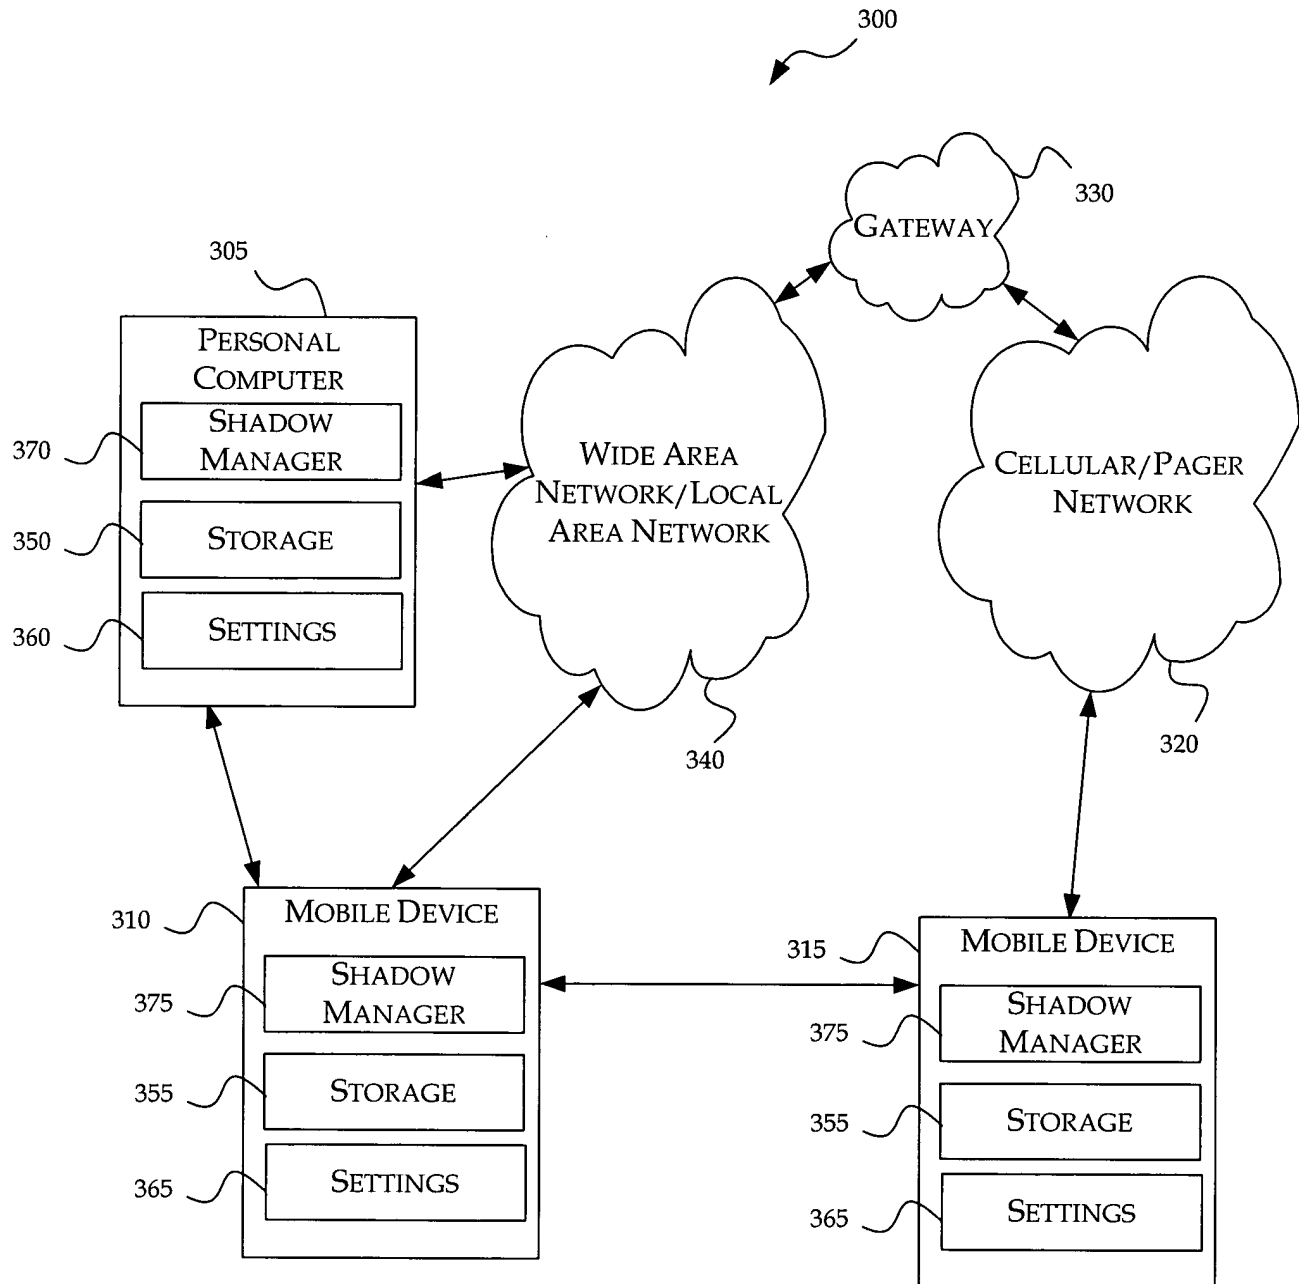 300
330
GATEWAY
305
PERSONAL
COMPUTER
SHADOW
MANAGER
370
STORAGE
350
SETTINGS
360
WIDE AREA
NETWORK/LOCAL
AREA NETWORK
CELLULAR/PAGER
NETWORK
340
320
310
MOBILE DEVICE
SHADOW
MANAGER
375
STORAGE
355
SETTINGS
365
315
MOBILE DEVICE
SHADOW
MANAGER
375
STORAGE
355
SETTINGS
365